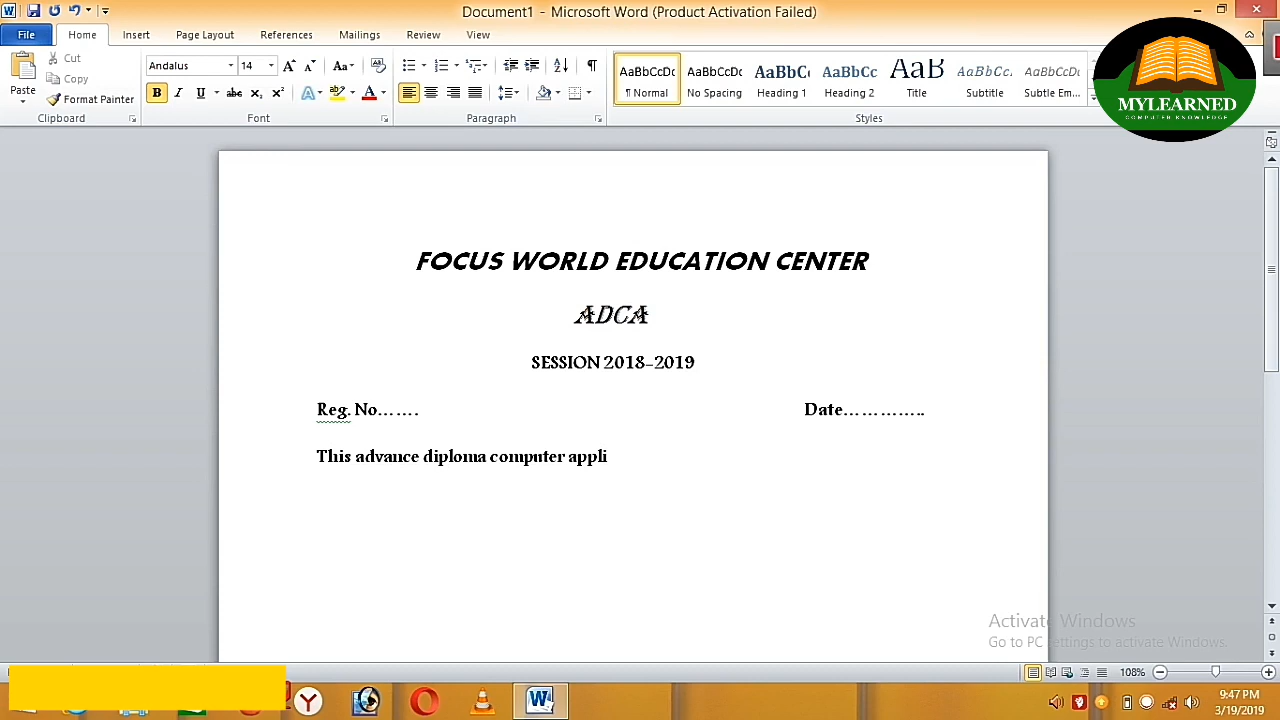 Document1 - Microsoft Word (Product Activation Failed)
File Home Insert Page Layout References Mailings Review View
Paste
Cut
Copy
Format Painter
Clipboard
Andalus 14
Font
Paragraph
AaBbCcDc AaBbCcDc AaBbC AaBbCc AaB AaBbCc. AaBbCcDc
¶ Normal No Spacing Heading 1 Heading 2 Title Subtitle Subtle Em...
Styles
MYLEARNED
COMPUTER KNOWLEDGE
FOCUS WORLD EDUCATION CENTER
ADCA
SESSION 2018-2019
Reg. No....... Date..............
This advance diploma computer appli
Activate Windows
Go to PC settings to activate Windows.
108%
9:47 PM
3/19/2019